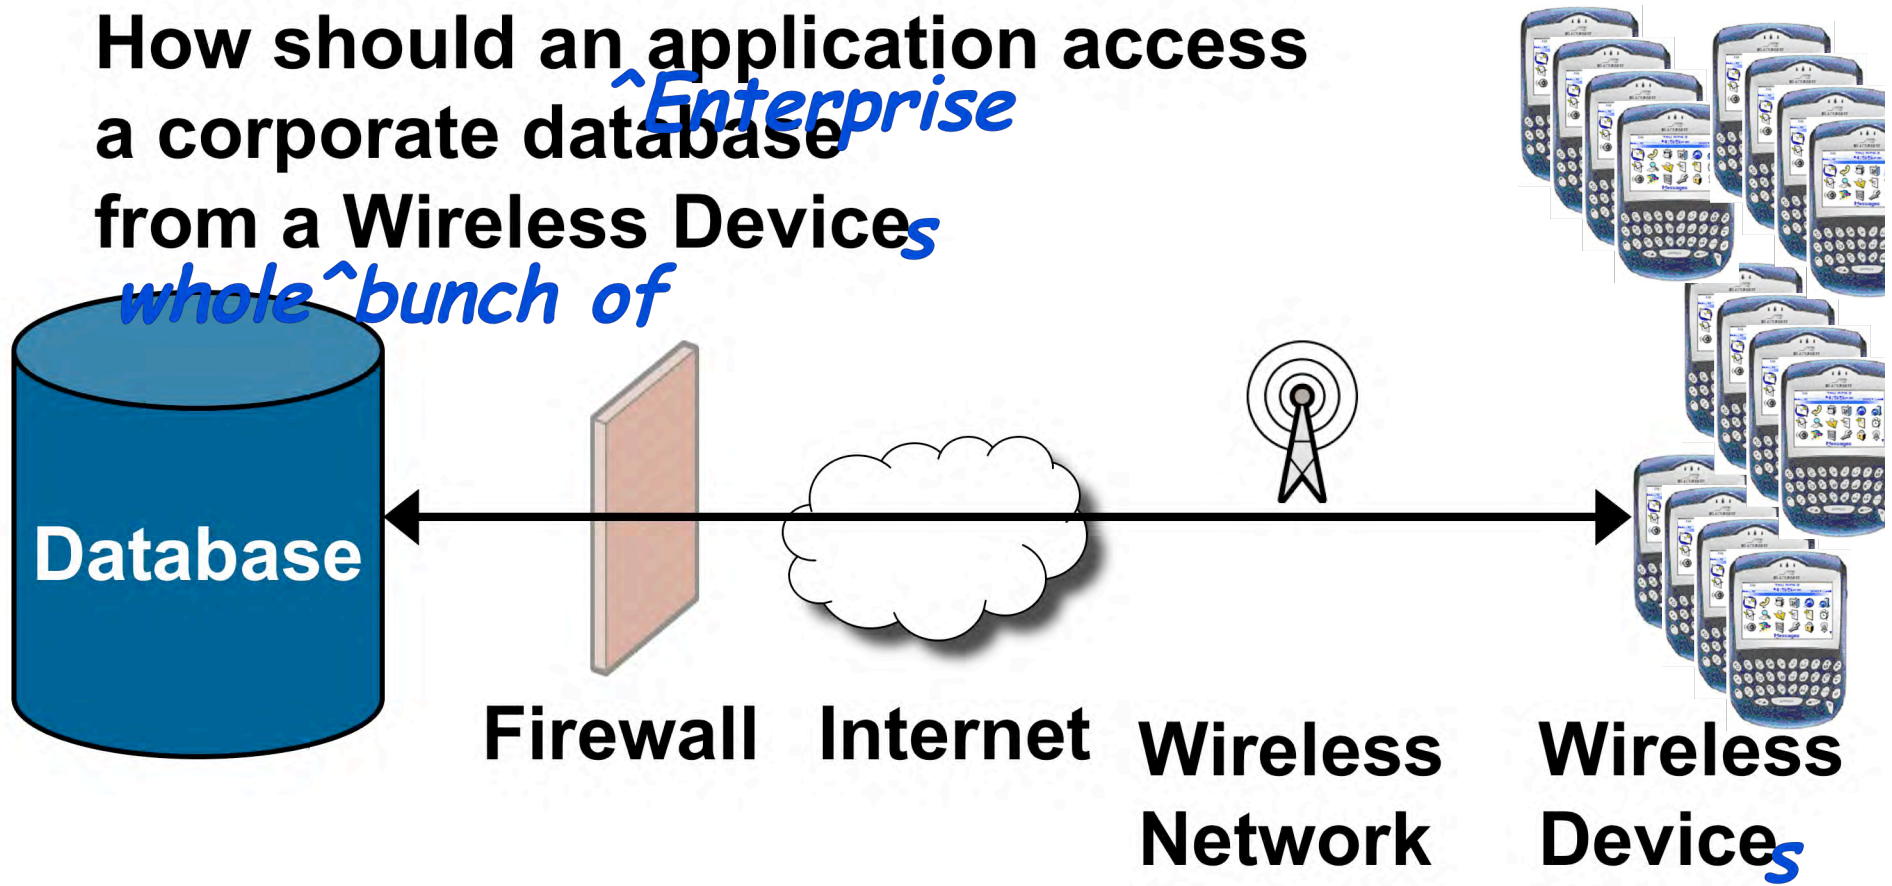 How should an application access
^Enterprise
a corporate database
from a Wireless Devices
whole^bunch of
Database
Firewall
Internet
Wireless
Network
Wireless
Devices